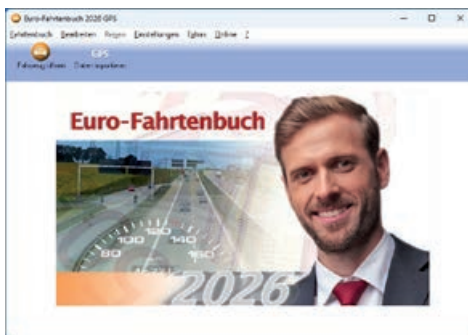 Euro-Fahrtenbuch 2026 GPS
Fahrtenbuch Bearbeiten Reisen Einstellungen Extras Online ?
GPS
Fahrzeug öffnen Daten importieren
Euro-Fahrtenbuch
80 100 120 140 160
2026